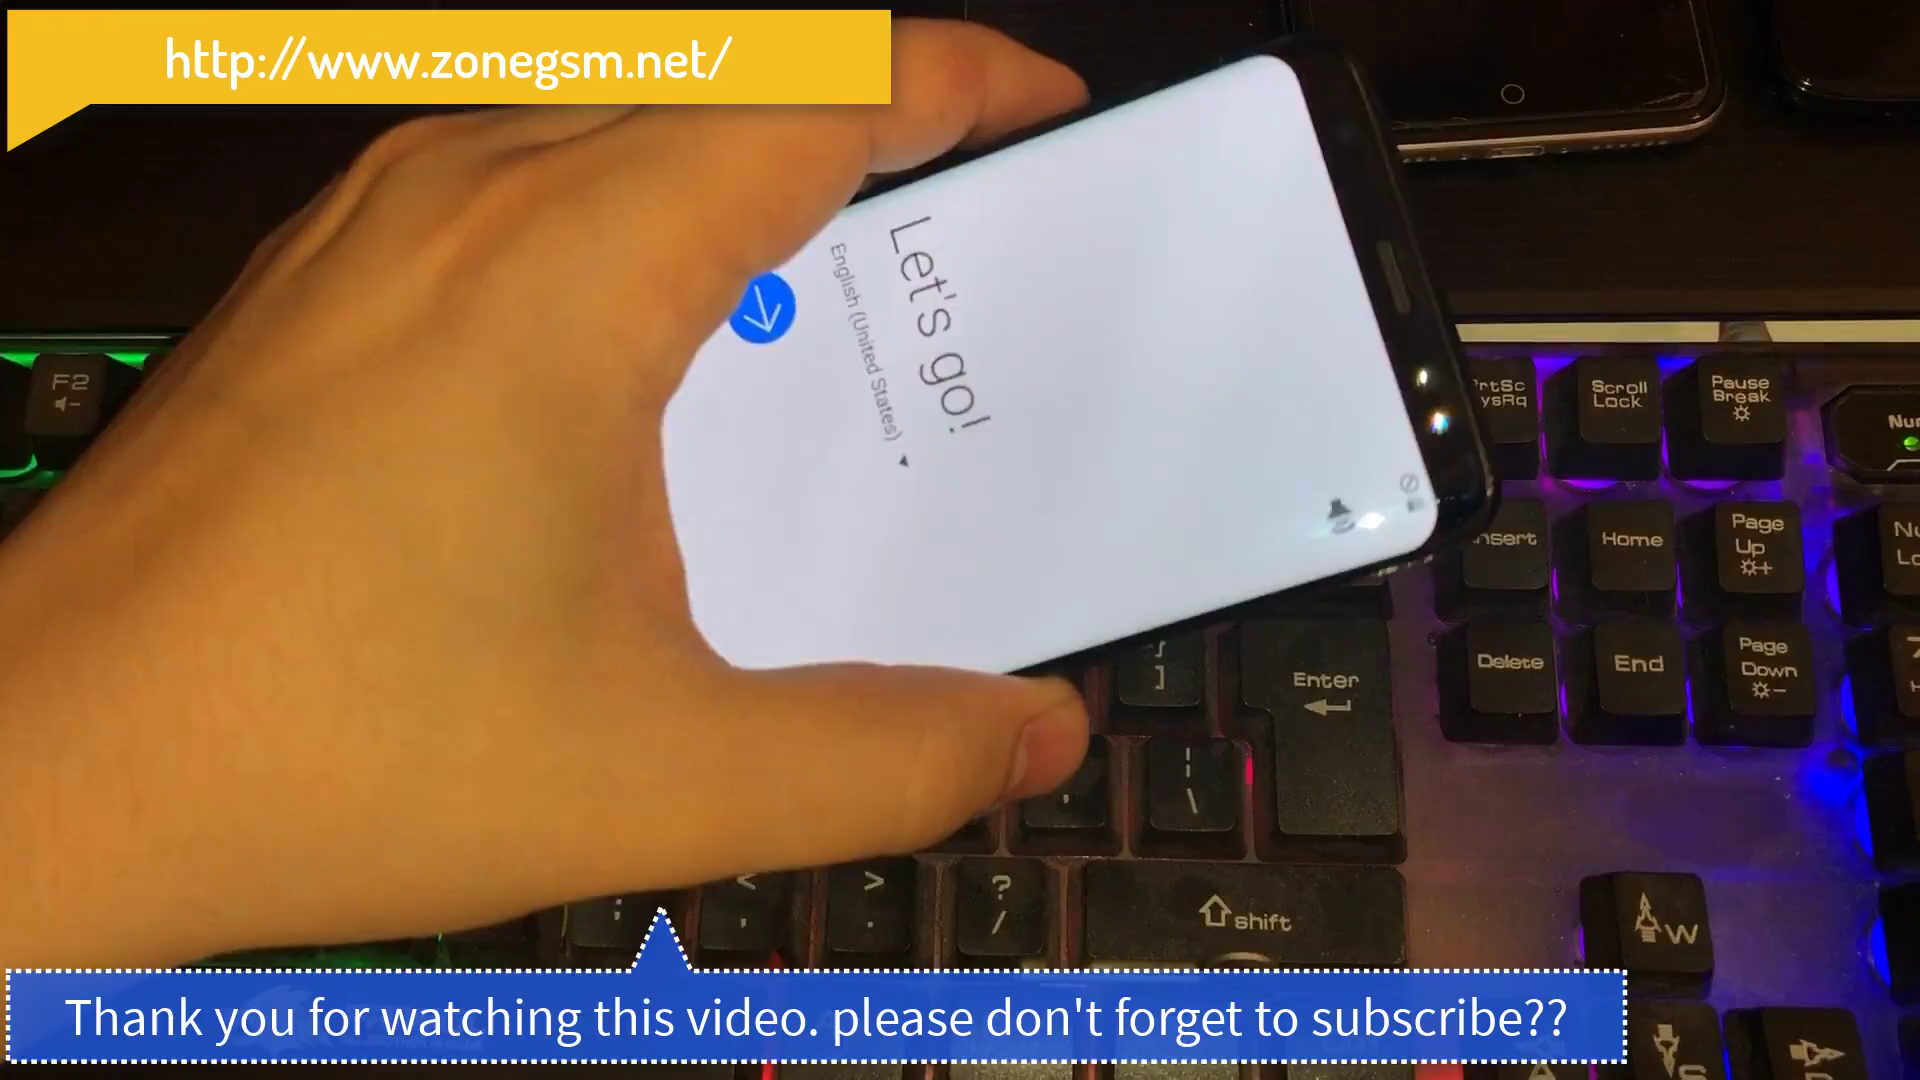 http://www.zonegsm.net/
Let's go!
English (United States)
F2
Scroll
Lock
Pause
Break
Home
Page
Up
Delete
End
Page
Down
Enter
]
\
<
,
>
.
?
/
shift
W
S
Thank you for watching this video. please don't forget to subscribe??